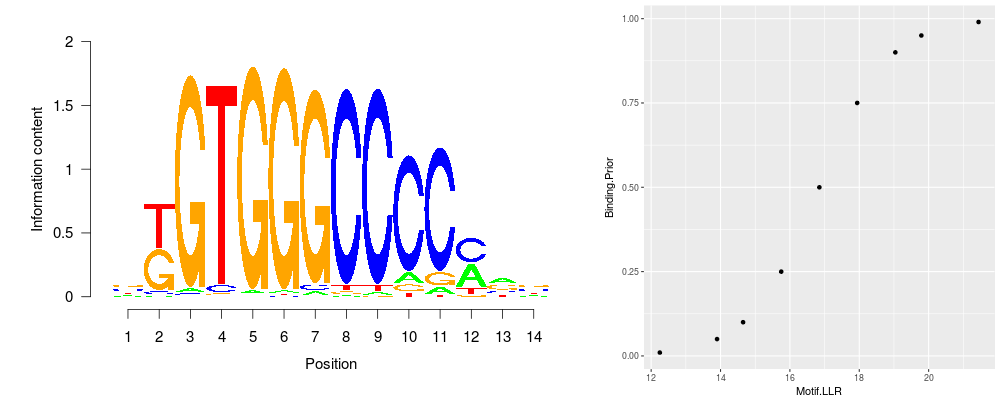 2
1.5
1
0.5
0
Information content
T G G T G G G C C C C C A
A G A
1 2 3 4 5 6 7 8 9 10 11 12 13 14
Position
1.00
0.75
0.50
0.25
0.00
Binding.Prior
12 14 16 18 20
Motif.LLR